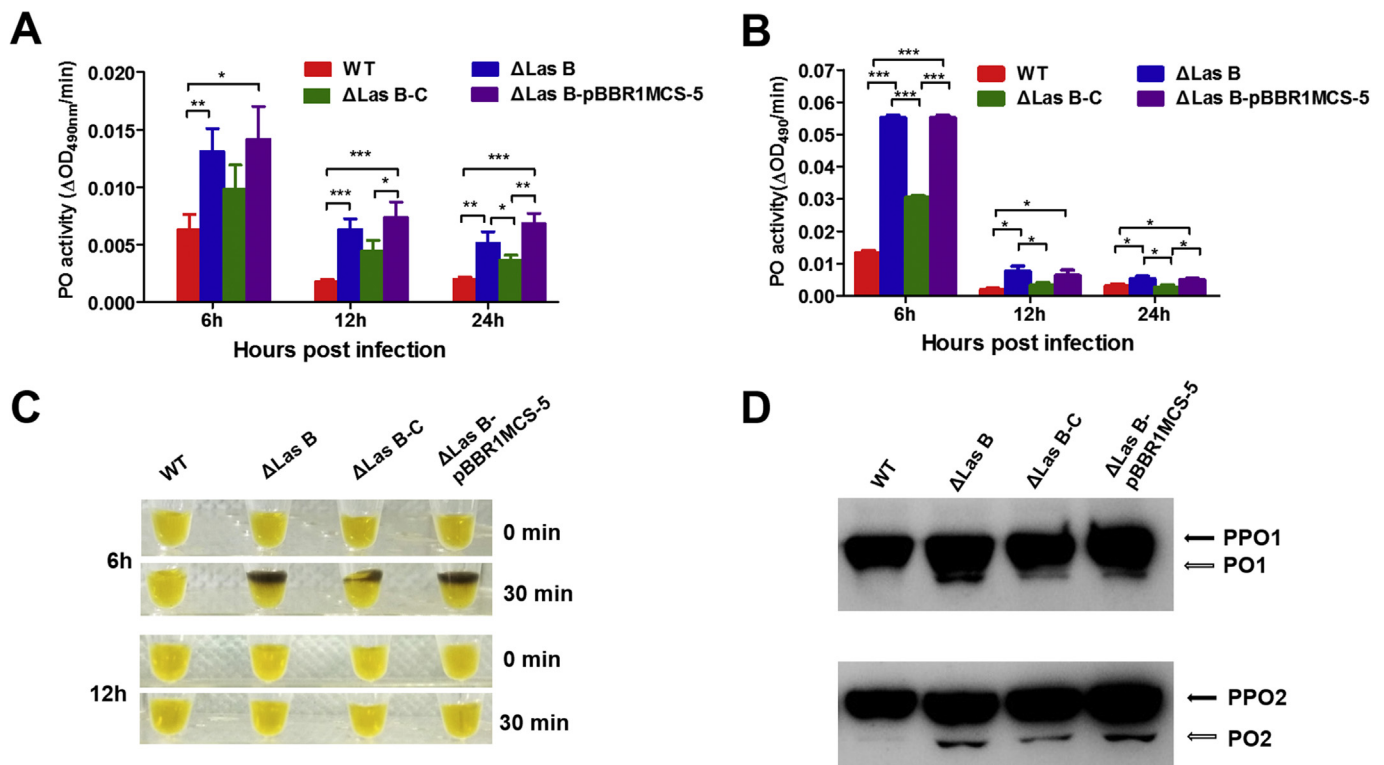 A
PO activity (ΔOD490nm/min)
0.020
0.015
0.010
0.005
0.000
WT
ΔLas B
ΔLas B-C
ΔLas B-pBBR1MCS-5
*
**
***
***
*
***
**
*
**
6h
12h
24h
Hours post infection
B
PO activity(ΔOD490/min)
0.07
0.06
0.05
0.04
0.03
0.02
0.01
0.00
WT
ΔLas B
ΔLas B-C
ΔLas B-pBBR1MCS-5
***
***
***
***
*
*
*
*
*
*
*
6h
12h
24h
Hours post infection
C
WT
ΔLas B
ΔLas B-C
ΔLas B-
pBBR1MCS-5
6h
0 min
30 min
12h
0 min
30 min
D
WT
ΔLas B
ΔLas B-C
ΔLas B-
pBBR1MCS-5
PPO1
PO1
PPO2
PO2